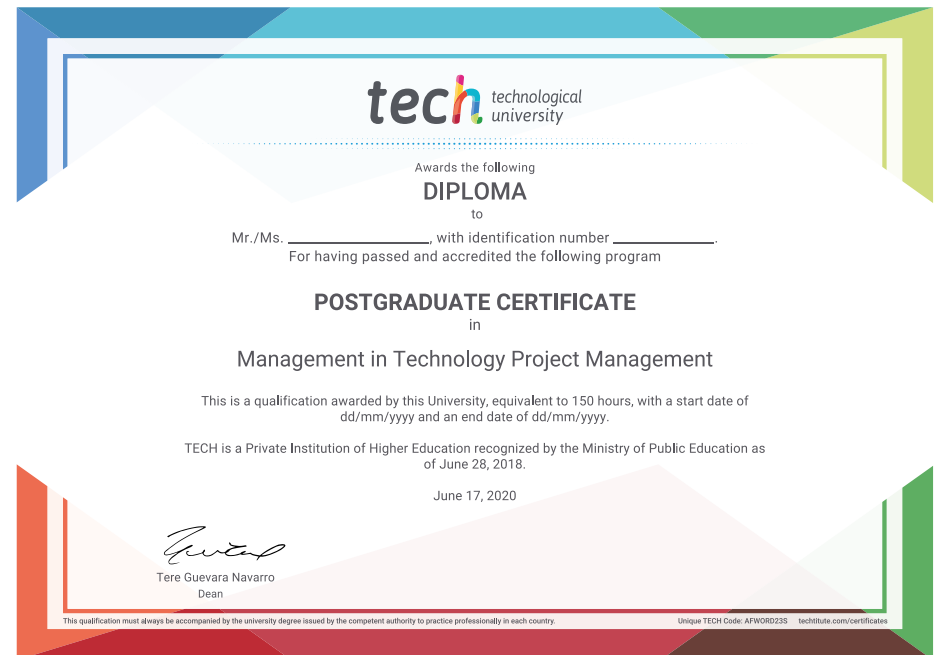 tech technological
university
Awards the following
DIPLOMA
to
Mr./Ms. ____________________, with identification number ______________.
For having passed and accredited the following program
POSTGRADUATE CERTIFICATE
in
Management in Technology Project Management
This is a qualification awarded by this University, equivalent to 150 hours, with a start date of
dd/mm/yyyy and an end date of dd/mm/yyyy.
TECH is a Private Institution of Higher Education recognized by the Ministry of Public Education as
of June 28, 2018.
June 17, 2020
Tere Guevara Navarro
Dean
This qualification must always be accompanied by the university degree issued by the competent authority to practice professionally in each country. Unique TECH Code: AFWORD23S techtitute.com/certificates